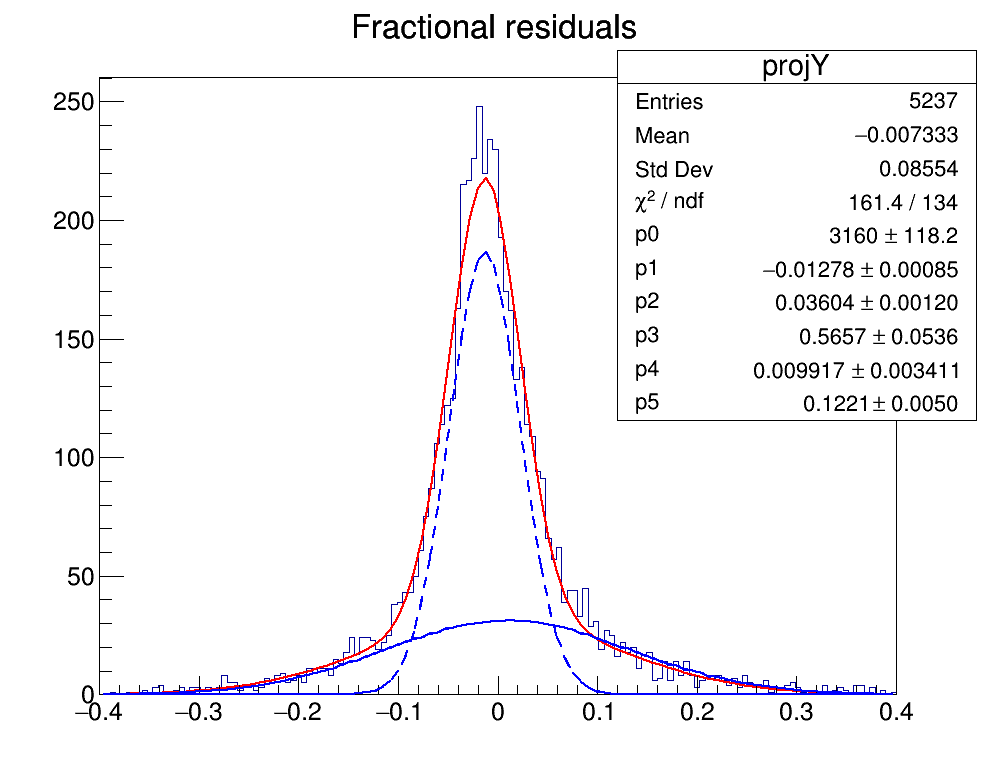 Fractional residuals
projY
Entries 5237
Mean −0.007333
Std Dev 0.08554
χ² / ndf 161.4 / 134
p0 3160 ± 118.2
p1 −0.01278 ± 0.00085
p2 0.03604 ± 0.00120
p3 0.5657 ± 0.0536
p4 0.009917 ± 0.003411
p5 0.1221 ± 0.0050
250
200
150
100
50
0
−0.4 −0.3 −0.2 −0.1 0 0.1 0.2 0.3 0.4